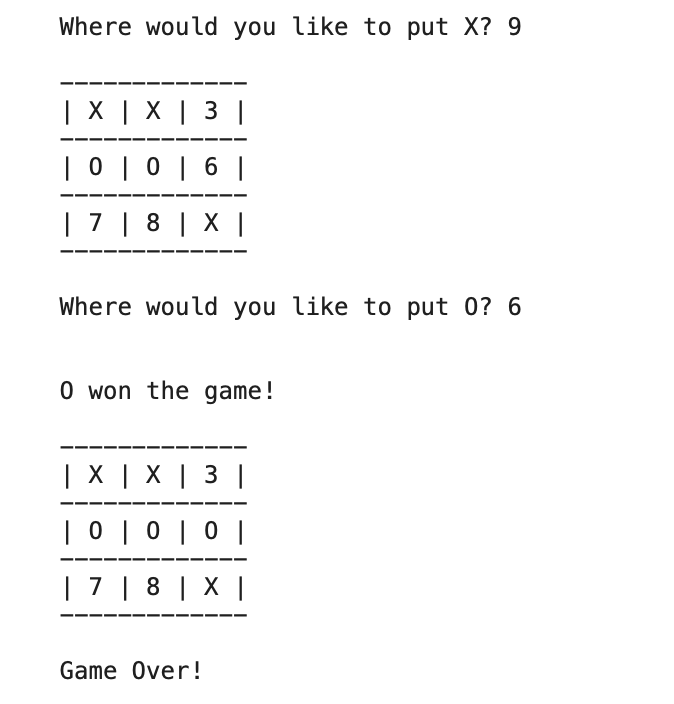 Where would you like to put X? 9
-------------
| X | X | 3 |
-------------
| O | O | 6 |
-------------
| 7 | 8 | X |
-------------
Where would you like to put O? 6
O won the game!
-------------
| X | X | 3 |
-------------
| O | O | O |
-------------
| 7 | 8 | X |
-------------
Game Over!